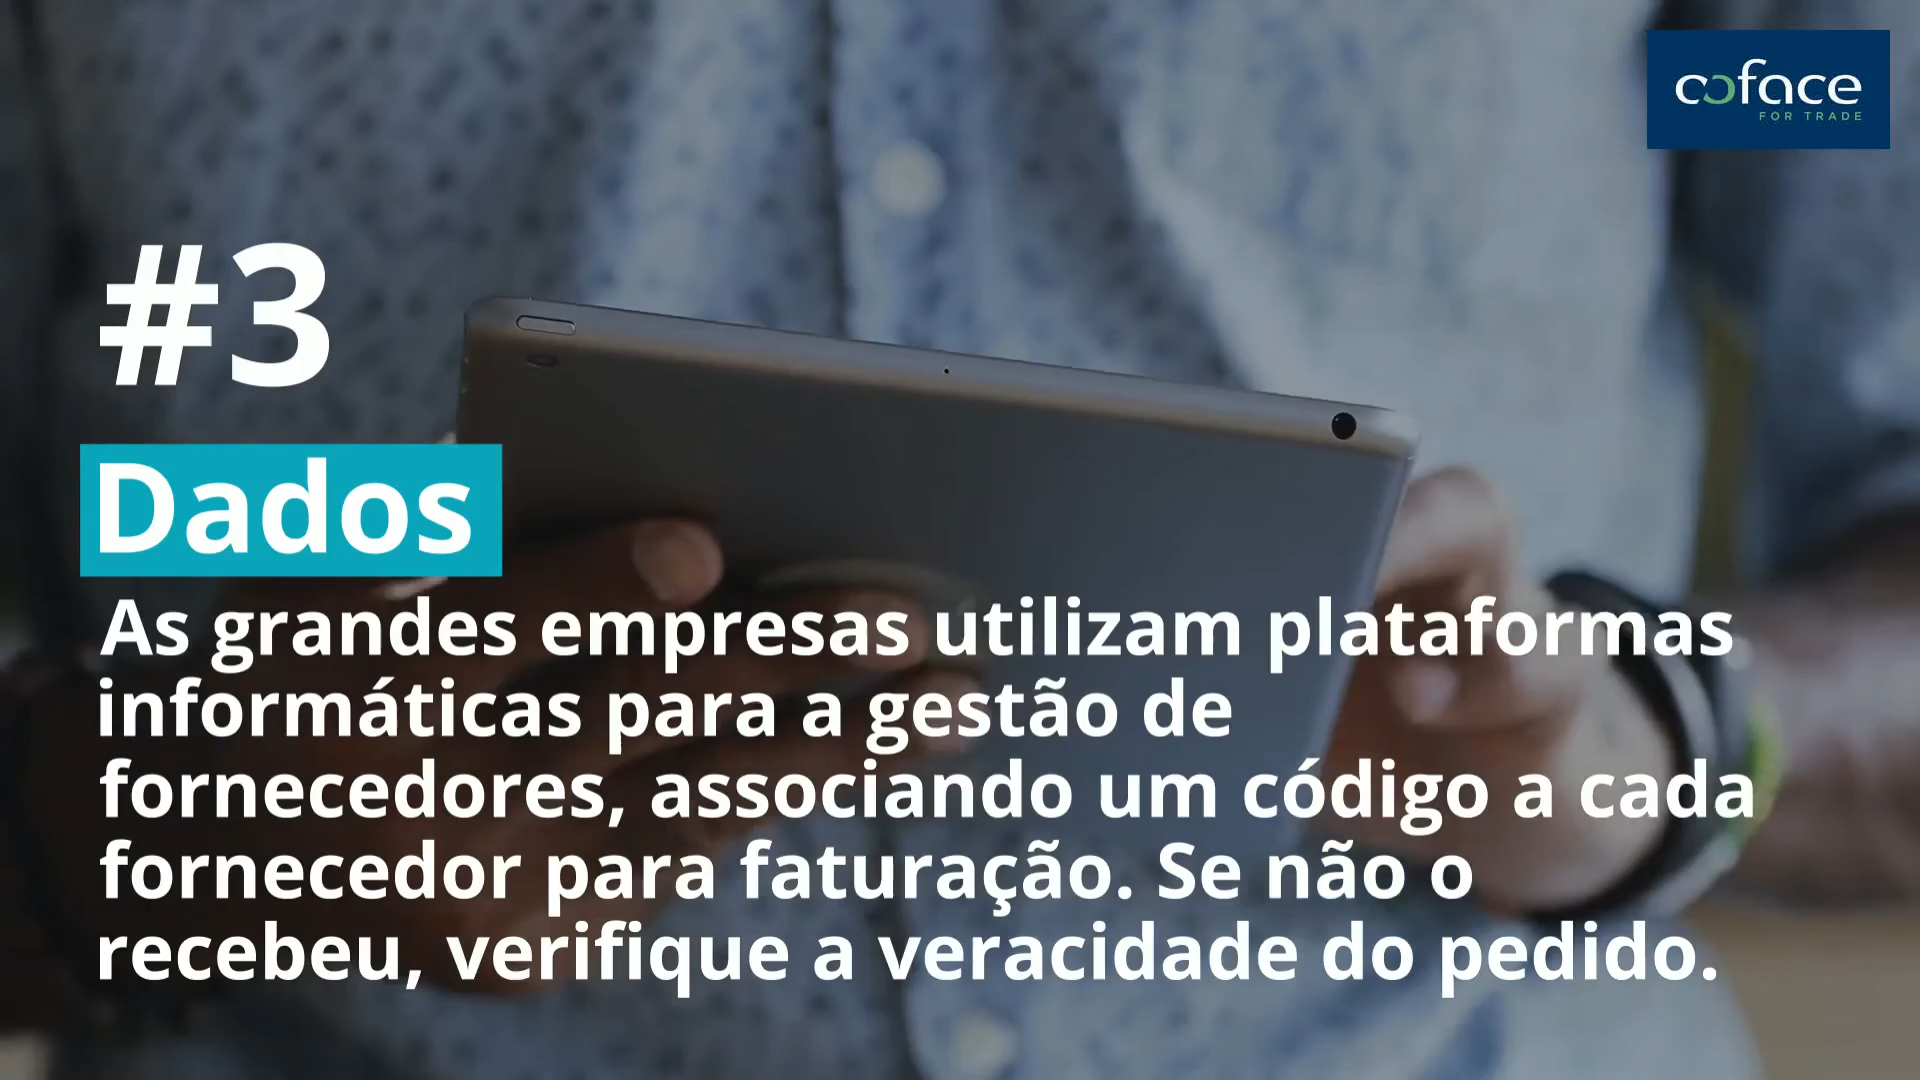 coface
FOR TRADE
#3
Dados
As grandes empresas utilizam plataformas
informáticas para a gestão de
fornecedores, associando um código a cada
fornecedor para faturação. Se não o
recebeu, verifique a veracidade do pedido.